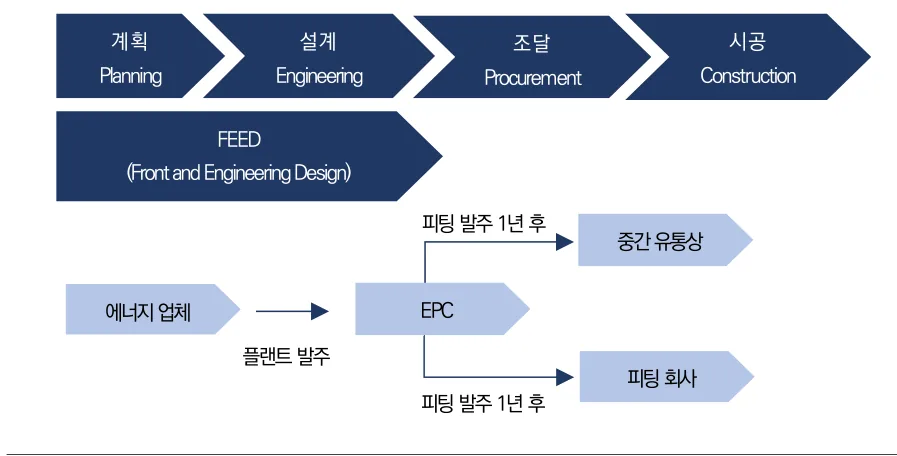 계획
Planning
설계
Engineering
조달
Procurement
시공
Construction
FEED
(Front and Engineering Design)
피팅 발주 1년 후
중간 유통상
에너지 업체
플랜트 발주
EPC
피팅 회사
피팅 발주 1년 후